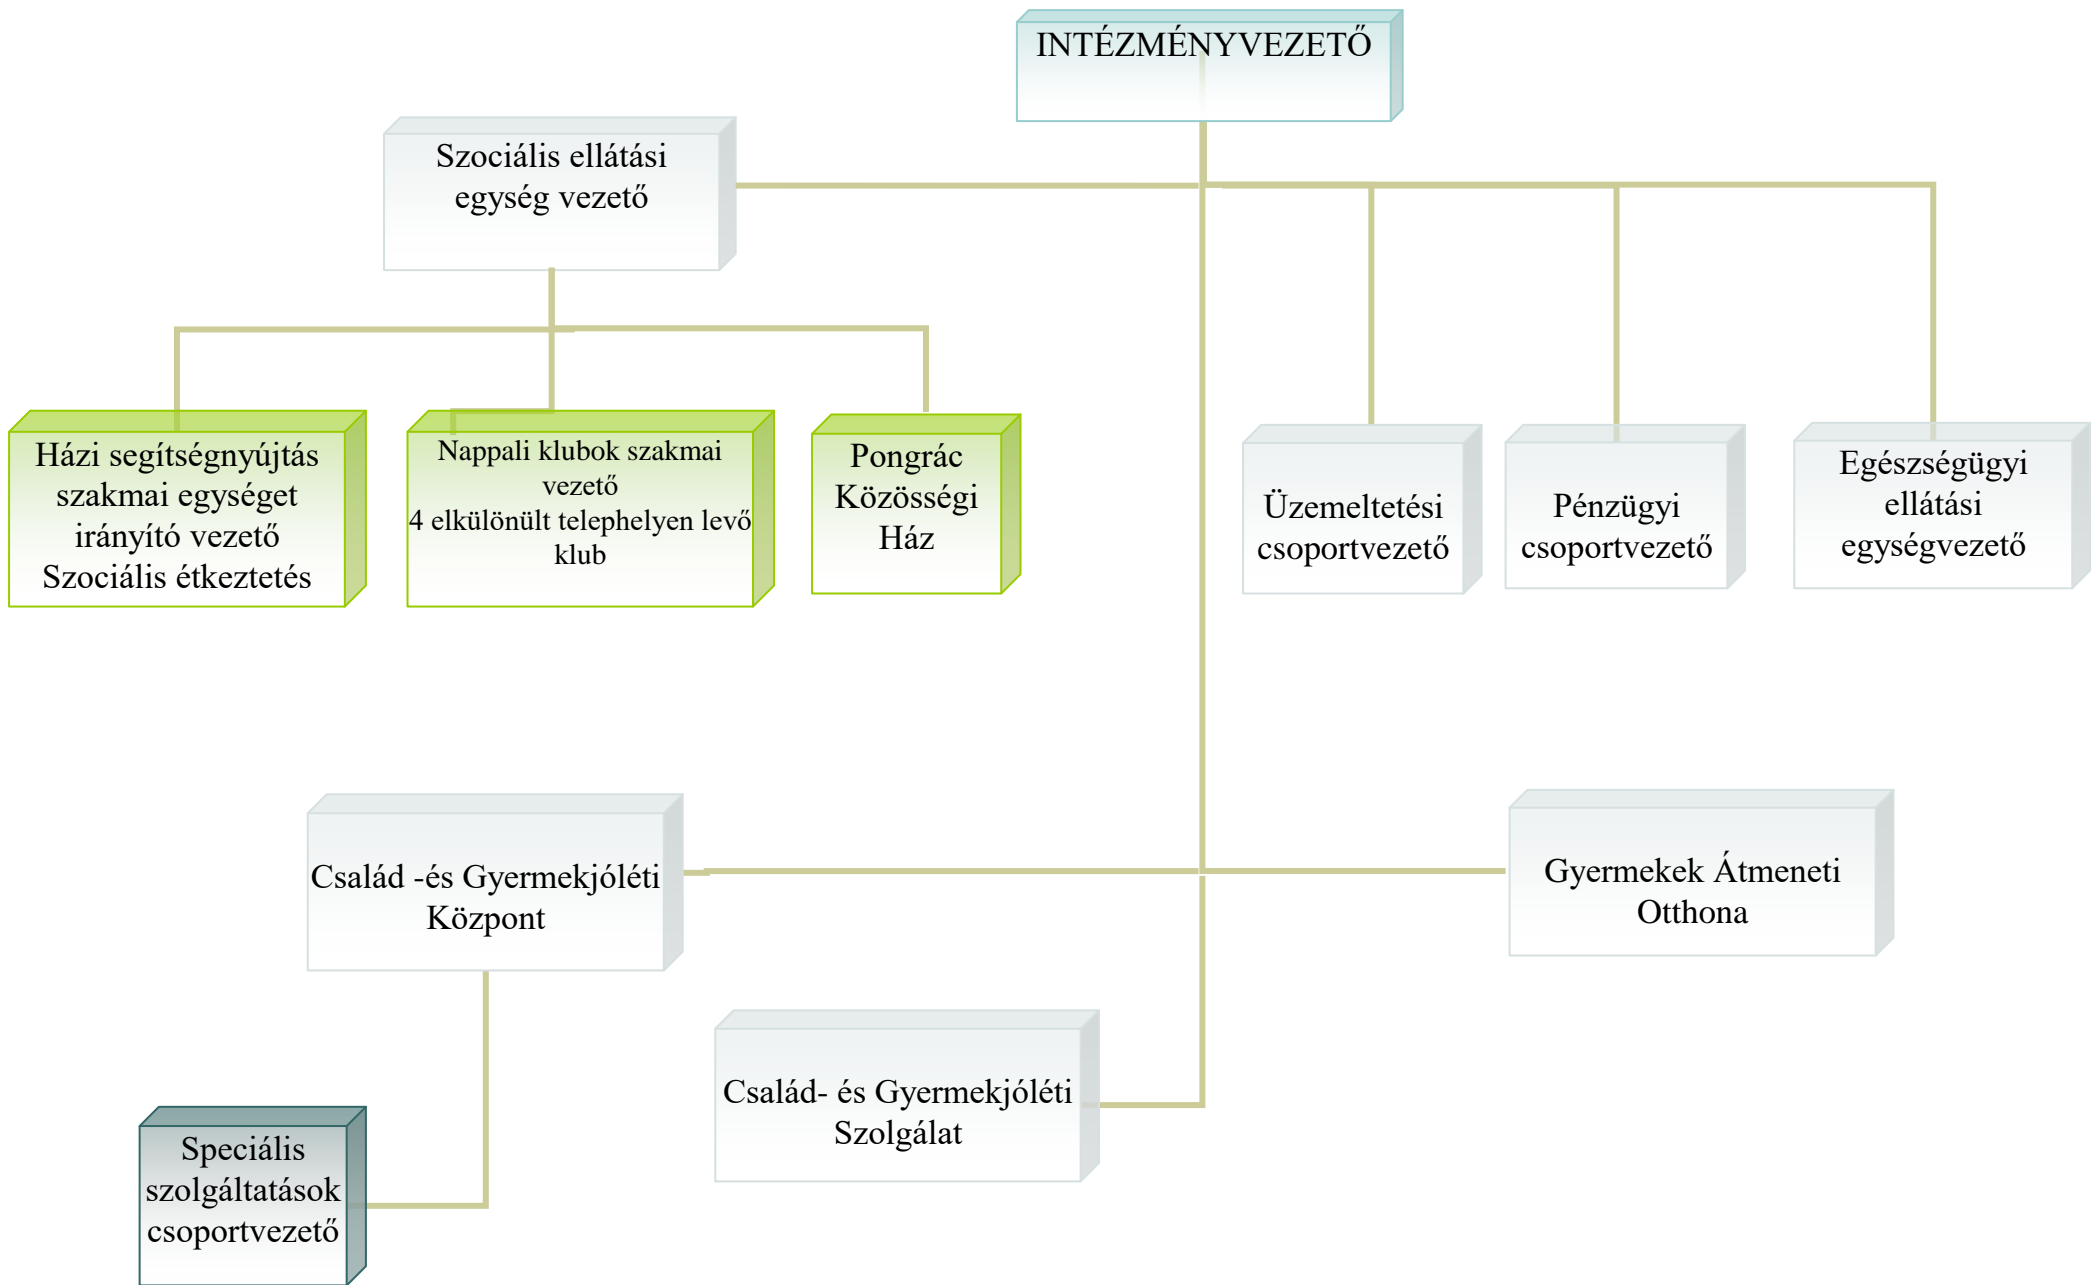 INTÉZMÉNYVEZETŐ
Szociális ellátási
egység vezető
Házi segítségnyújtás
szakmai egységet
irányító vezető
Szociális étkeztetés
Nappali klubok szakmai
vezető
4 elkülönült telephelyen levő
klub
Pongrác
Közösségi
Ház
Üzemeltetési
csoportvezető
Pénzügyi
csoportvezető
Egészségügyi
ellátási
egységvezető
Család -és Gyermekjóléti
Központ
Gyermekek Átmeneti
Otthona
Család- és Gyermekjóléti
Szolgálat
Speciális
szolgáltatások
csoportvezető